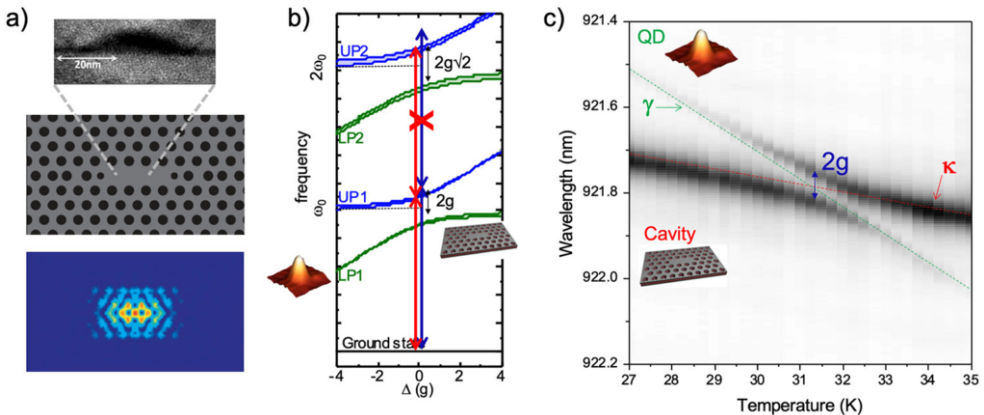 a)
20nm
b)
2ω₀
ω₀
frequency
UP2
2g√2
LP2
UP1
2g
LP1
Ground sta
-4 -2 0 2 4
Δ (g)
c)
921.4
921.6
921.8
922.0
922.2
Wavelength (nm)
QD
γ
2g
κ
Cavity
27 28 29 30 31 32 33 34 35
Temperature (K)